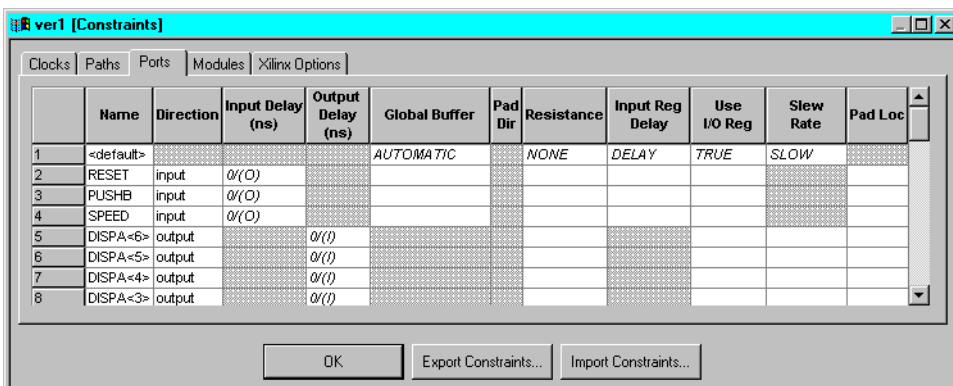 ver1 [Constraints]
Clocks Paths Ports Modules Xilinx Options
Name Direction Input Delay (ns) Output Delay (ns) Global Buffer Pad Dir Resistance Input Reg Delay Use I/O Reg Slew Rate Pad Loc
1 <default> AUTOMATIC NONE DELAY TRUE SLOW
2 RESET input 0/(O)
3 PUSHB input 0/(O)
4 SPEED input 0/(O)
5 DISPA<6> output 0/(I)
6 DISPA<5> output 0/(I)
7 DISPA<4> output 0/(I)
8 DISPA<3> output 0/(I)
OK Export Constraints... Import Constraints...